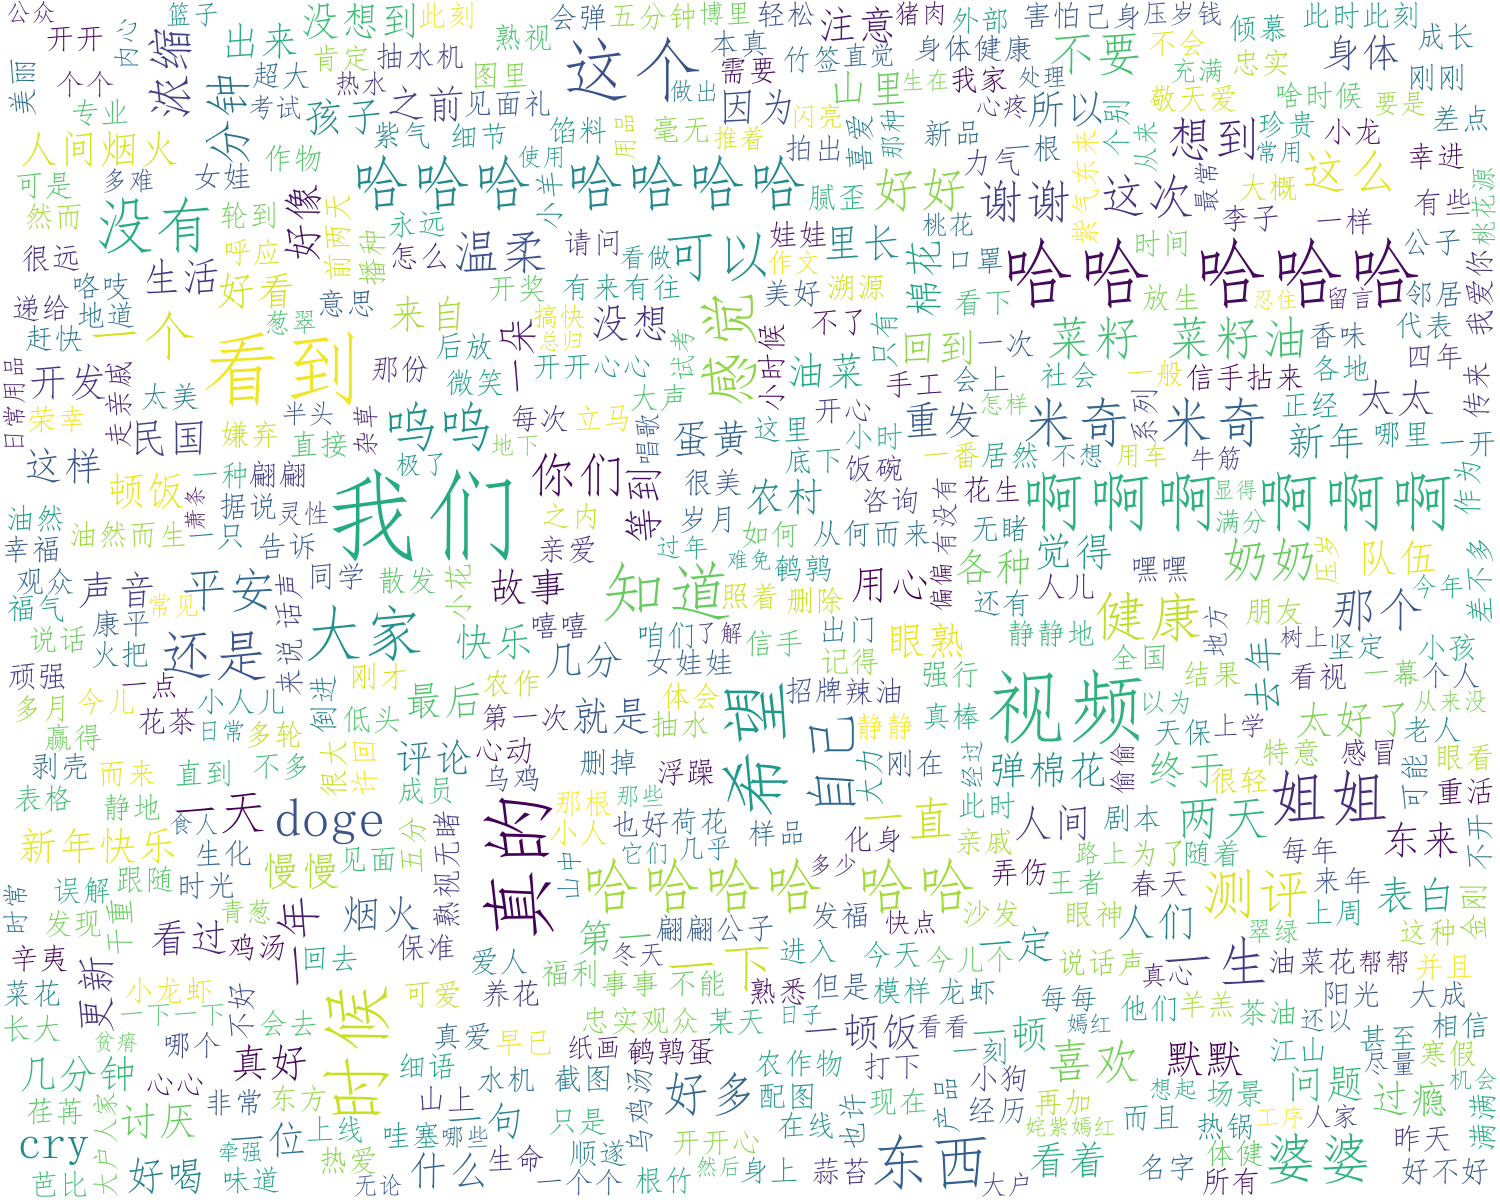 公众 内心 篮子 出来 没想到 此刻 会弹 五分钟 博里 轻松 注意 猪肉 外部 害怕 己身 压岁钱 倾慕 此时此刻 成长
开开 浓缩 肯定 抽水机 熟视 这个 本真 竹签 直觉 身体健康 不要 不会 忠实 身体
美丽 个个 分钟 超大 热水 图里 需要 做出 山里 生在 我家 处理 充满 刚刚
专业 考试 孩子 之前 见面礼 因为 心疼 所以 敬天爱 啥时候 要是
人间烟火 作物 紫气 细节 馅料 毫无 推着 闪亮 喜爱 那种 新品 一根 个别 想到 珍贵 小龙 差点
可是 多难 女娃 使用 用品 拍出 力气 从来 常用 幸进
然而 没有 轮到 好像 哈哈哈 哈哈哈哈 小羊 腻歪 好好 谢谢 这次 紫气东来 最常 大概 这么 有些 桃花源
很远 呼应 前两天 播种 永远 怎么 温柔 请问 看做 可以 娃娃 里长 桃花 棉花 口罩 哈哈 哈哈哈 时间 李子 一样 公子
递给 咯吱 生活 好看 意思 开奖 有来有往 作文 美好 溯源 看下 放生 忍住 留言 邻居 我爱你
赶快 地道 一个 葱翠 来自 后放 一朵 搞快 总归 没想 感觉 试考 小时候 不了 只有 回到 一次 菜籽 菜籽油 香味 代表
日常用品 开发 走亲戚 太美 看到 那份 微笑 开开心心 大声 油菜 手工 会上 社会 一般 信手拈来 各地 四年 传来
荣幸 民国 嫌弃 半头 直接 杂草 呜呜 每次 立马 唱歌 蛋黄 这里 开心 小时 重发 怎样 米奇 米奇 系列 正经 太太
这样 顿饭 一种 翩翩 极了 地下 你们 等到 很美 底下 饭碗 一番 居然 不想 用车 牛筋 新年 哪里 一开
油然 萧条 据说 灵性 我们 之内 岁月 农村 咨询 有没有 花生 啊啊啊 显得 啊啊啊 作为
幸福 油然而生 一只 告诉 亲爱 过年 如何 从何而来 无睹 满分
观众 声音 平安 话声 同学 散发 小花 故事 知道 难免 鹌鹑 用心 偏偏 各种 觉得 嘿嘿 奶奶 压岁 队伍 今年 差不多
福气 康平 常见 照着 删除 还有 人儿 健康 地方 朋友 那个
说话 火把 还是 来说 大家 快乐 嘻嘻 咱们 了解 信手 出门 眼熟 静静地 树上 坚定 小孩
顽强 一点 刚才 农作 几分 女娃娃 记得 强行 全国 结果 去年 看视 一幕 个人
多月 今儿 小人儿 倒进 最后 第一次 就是 体会 希望 招牌 辣油 视频 以为 从来没
赢得 花茶 日常 多轮 低头 抽水 自己 静静 真棒 天保 上学 太好了 老人
剥壳 而来 直到 不多 很大 许回 评论 心动 乌鸡 删掉 浮躁 大力 刚在 经过 弹棉花 偷偷 终于 特意 感冒 眼看
表格 静地 一天 doge 成员 真的 那根 那些 一直 此时 很轻 姐姐 可能 重活
新年快乐 食人 生化 慢慢 见面 五分 熟视无睹 小人 也好 荷花 样品 化身 亲戚 人间 剧本 两天 每年 东来 不开
时常 误解 跟随 时光 山中 它们 几乎 多少 弄伤 路上 为了 随着 测评 来年
发现 千重 青葱 一年 烟火 哈哈哈哈 哈哈 王者 春天 上周 表白 金刚
辛夷 看过 鸡汤 回去 保准 爱人 第一 翩翩公子 发福 快点 沙发 眼神 人们 翠绿 这种
菜花 更新 小龙虾 不好 可爱 养花 福利 冬天 事事 不能 一下 进入 今天 今儿个 一定 说话声 真心 一生 油菜花 帮帮 并且
长大 一下一下 会去 时候 真爱 早已 忠实观众 某天 熟悉 日子 但是 模样 龙虾 每每 他们 羊羔 茶油 阳光 大成
贫瘠 哪个 真好 细语 纸画 鹌鹑蛋 一顿饭 看看 一顿 嫣红 还以 甚至 相信
几分钟 心心 水机 截图 乌鸡汤 农作物 打下 一刻 喜欢 默默 江山 尽量 寒假
荏苒 讨厌 非常 东方 山上 一句 只是 好多 配图 现在 产品 小狗 再加 想起 场景 问题 过瘾 机会
cry 大户人家 一位 上线 哇塞 哪些 开开心 在线 也许 经历 姹紫嫣红 而且 热锅 工序 人家 昨天 满满
牵强 热爱 什么 生命 顺遂 然后 身上 东西 看着 体健 婆婆
芭比 好喝 味道 无论 一个个 根竹 蒜苔 大户 名字 所有 好不好